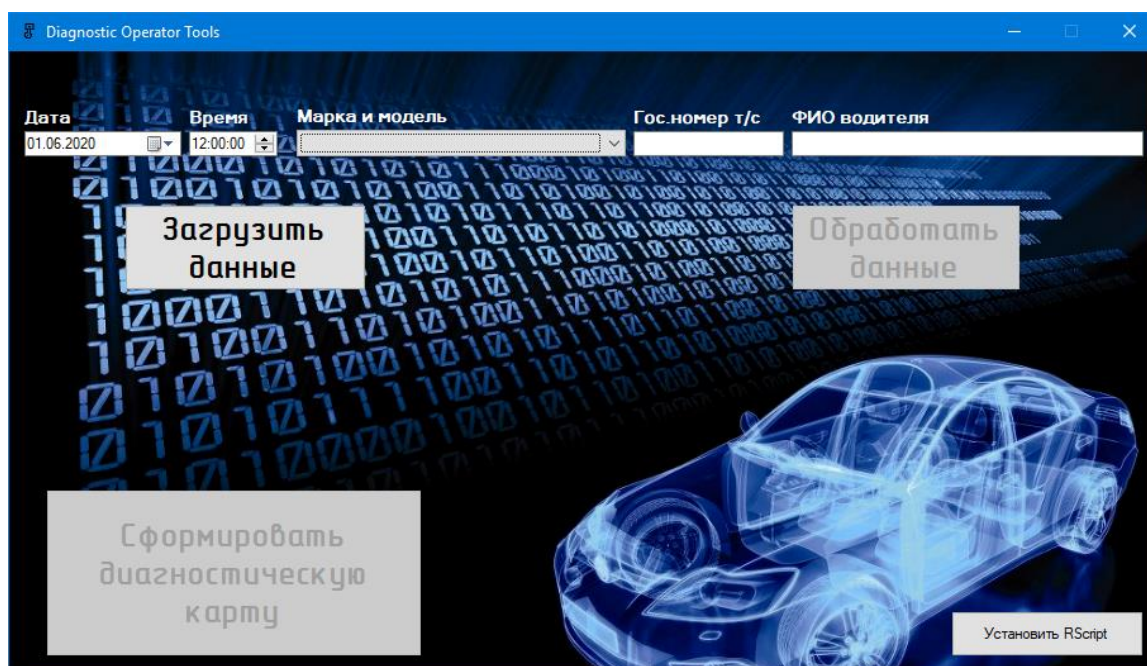 Diagnostic Operator Tools
Дата Время Марка и модель Гос.номер т/с ФИО водителя
01.06.2020 12:00:00
Загрузить
данные
Обработать
данные
Сформировать
диагностическую
карту
Установить RScript